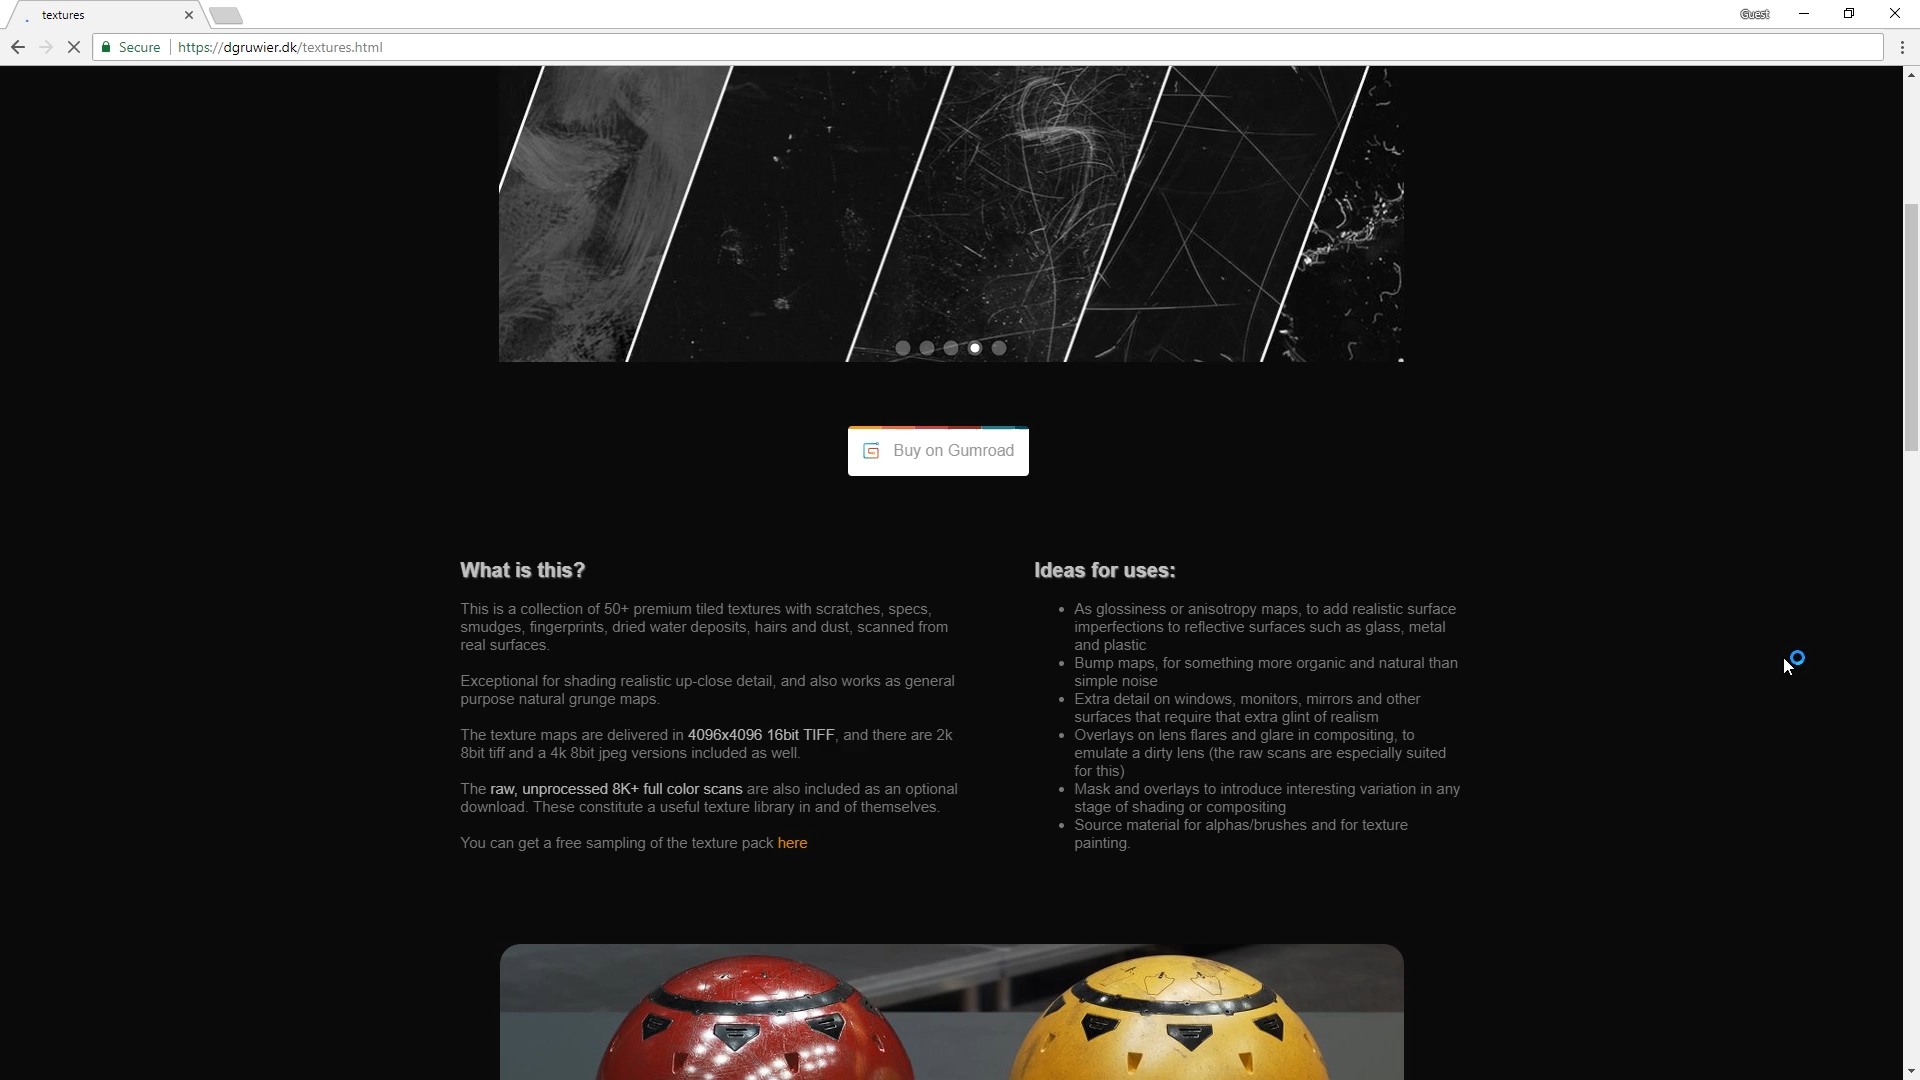 textures
Guest
Secure
https://dgruwier.dk/textures.html
Buy on Gumroad
What is this?
This is a collection of 50+ premium tiled textures with scratches, specs,
smudges, fingerprints, dried water deposits, hairs and dust, scanned from
real surfaces.
Exceptional for shading realistic up-close detail, and also works as general
purpose natural grunge maps.
The texture maps are delivered in 4096x4096 16bit TIFF, and there are 2k
8bit tiff and a 4k 8bit jpeg versions included as well.
The raw, unprocessed 8K+ full color scans are also included as an optional
download. These constitute a useful texture library in and of themselves.
You can get a free sampling of the texture pack here
Ideas for uses:
• As glossiness or anisotropy maps, to add realistic surface
imperfections to reflective surfaces such as glass, metal
and plastic
• Bump maps, for something more organic and natural than
simple noise
• Extra detail on windows, monitors, mirrors and other
surfaces that require that extra glint of realism
• Overlays on lens flares and glare in compositing, to
emulate a dirty lens (the raw scans are especially suited
for this)
• Mask and overlays to introduce interesting variation in any
stage of shading or compositing
• Source material for alphas/brushes and for texture
painting.